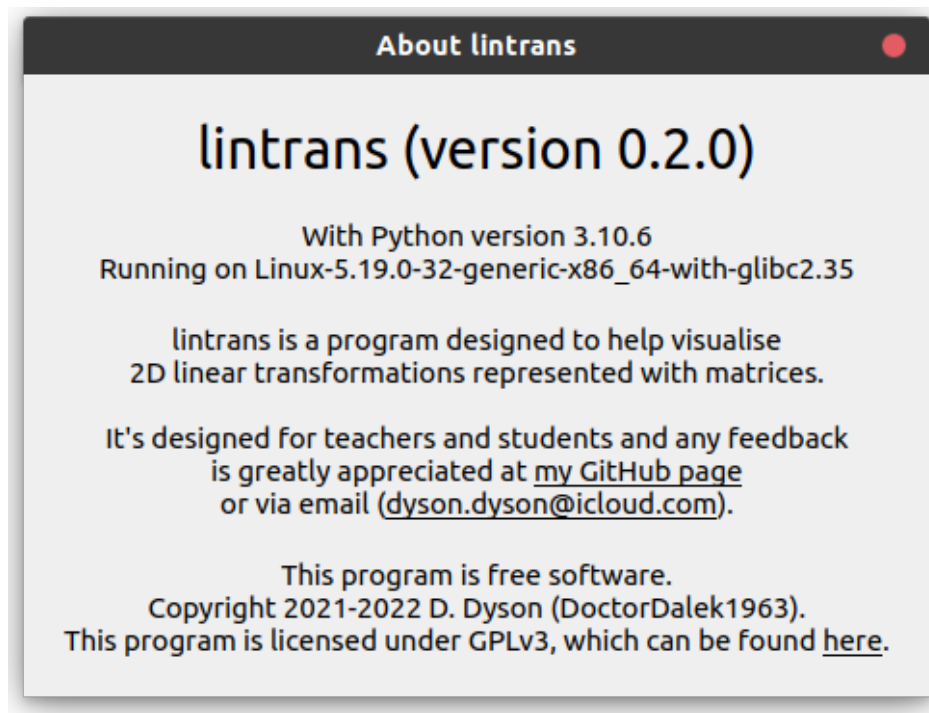 About lintrans
lintrans (version 0.2.0)
With Python version 3.10.6
Running on Linux-5.19.0-32-generic-x86_64-with-glibc2.35
lintrans is a program designed to help visualise
2D linear transformations represented with matrices.
It's designed for teachers and students and any feedback
is greatly appreciated at my GitHub page
or via email (dyson.dyson@icloud.com).
This program is free software.
Copyright 2021-2022 D. Dyson (DoctorDalek1963).
This program is licensed under GPLv3, which can be found here.